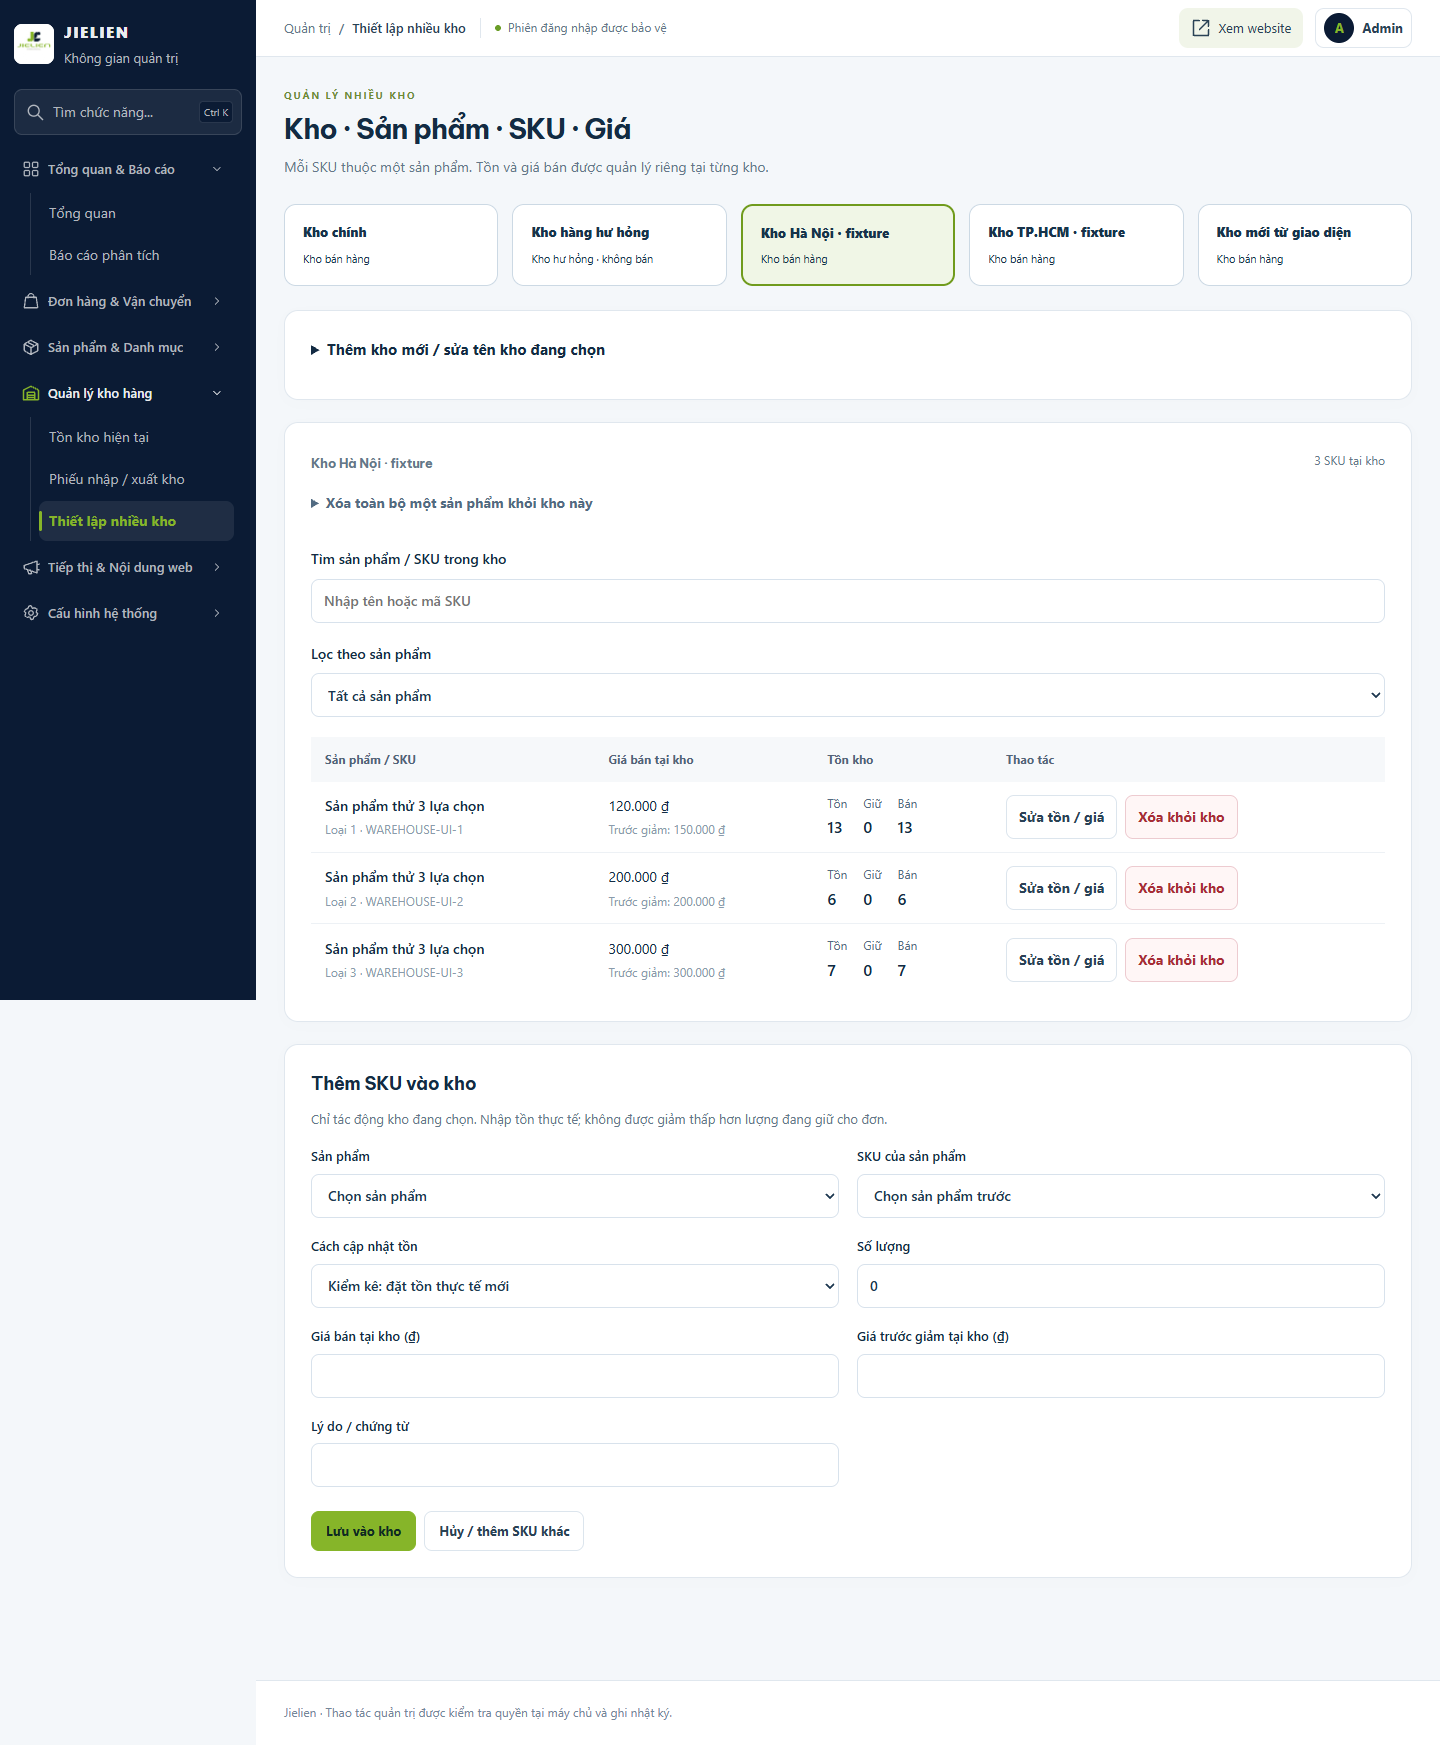 JIELIEN
Không gian quản trị
Tìm chức năng...
Ctrl K
Tổng quan & Báo cáo
Tổng quan
Báo cáo phân tích
Đơn hàng & Vận chuyển
Sản phẩm & Danh mục
Quản lý kho hàng
Tồn kho hiện tại
Phiếu nhập / xuất kho
Thiết lập nhiều kho
Tiếp thị & Nội dung web
Cấu hình hệ thống
Quản trị / Thiết lập nhiều kho
Phiên đăng nhập được bảo vệ
Xem website
A Admin
QUẢN LÝ NHIỀU KHO
Kho · Sản phẩm · SKU · Giá
Mỗi SKU thuộc một sản phẩm. Tồn và giá bán được quản lý riêng tại từng kho.
Kho chính
Kho bán hàng
Kho hàng hư hỏng
Kho hư hỏng · không bán
Kho Hà Nội · fixture
Kho bán hàng
Kho TP.HCM · fixture
Kho bán hàng
Kho mới từ giao diện
Kho bán hàng
Thêm kho mới / sửa tên kho đang chọn
Kho Hà Nội · fixture
3 SKU tại kho
Xóa toàn bộ một sản phẩm khỏi kho này
Tìm sản phẩm / SKU trong kho
Nhập tên hoặc mã SKU
Lọc theo sản phẩm
Tất cả sản phẩm
Sản phẩm / SKU Giá bán tại kho Tồn kho Thao tác
Sản phẩm thử 3 lựa chọn
Loại 1 · WAREHOUSE-UI-1
120.000 ₫
Trước giảm: 150.000 ₫
Tồn Giữ Bán
13 0 13
Sửa tồn / giá
Xóa khỏi kho
Sản phẩm thử 3 lựa chọn
Loại 2 · WAREHOUSE-UI-2
200.000 ₫
Trước giảm: 200.000 ₫
Tồn Giữ Bán
6 0 6
Sửa tồn / giá
Xóa khỏi kho
Sản phẩm thử 3 lựa chọn
Loại 3 · WAREHOUSE-UI-3
300.000 ₫
Trước giảm: 300.000 ₫
Tồn Giữ Bán
7 0 7
Sửa tồn / giá
Xóa khỏi kho
Thêm SKU vào kho
Chỉ tác động kho đang chọn. Nhập tồn thực tế; không được giảm thấp hơn lượng đang giữ cho đơn.
Sản phẩm
Chọn sản phẩm
SKU của sản phẩm
Chọn sản phẩm trước
Cách cập nhật tồn
Kiểm kê: đặt tồn thực tế mới
Số lượng
0
Giá bán tại kho (₫)
Giá trước giảm tại kho (₫)
Lý do / chứng từ
Lưu vào kho
Hủy / thêm SKU khác
Jielien · Thao tác quản trị được kiểm tra quyền tại máy chủ và ghi nhật ký.